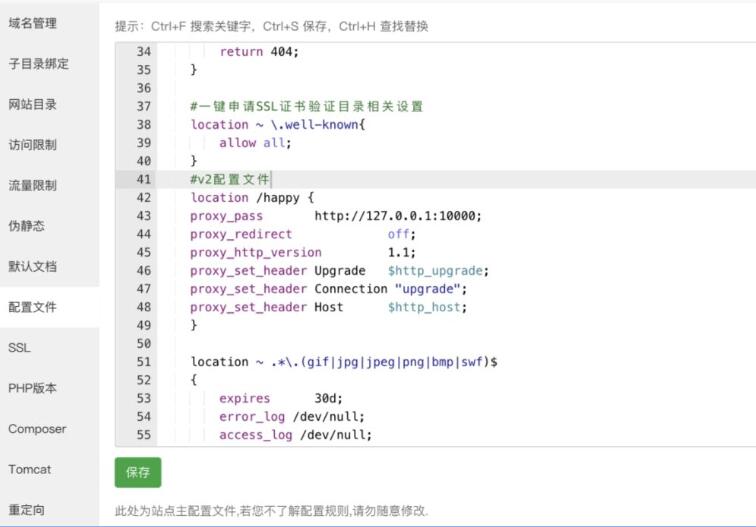 域名管理
子目录绑定
网站目录
访问限制
流量限制
伪静态
默认文档
配置文件
SSL
PHP版本
Composer
Tomcat
重定向
提示：Ctrl+F 搜索关键字，Ctrl+S 保存，Ctrl+H 查找替换
34 return 404;
35 }
36
37 #一键申请SSL证书验证目录相关设置
38 location ~ \.well-known{
39 allow all;
40 }
41 #v2配置文件
42 location /happy {
43 proxy_pass http://127.0.0.1:10000;
44 proxy_redirect off;
45 proxy_http_version 1.1;
46 proxy_set_header Upgrade $http_upgrade;
47 proxy_set_header Connection "upgrade";
48 proxy_set_header Host $http_host;
49 }
50
51 location ~ .*\.(gif|jpg|jpeg|png|bmp|swf)$
52 {
53 expires 30d;
54 error_log /dev/null;
55 access_log /dev/null;
保存
此处为站点主配置文件,若您不了解配置规则,请勿随意修改.